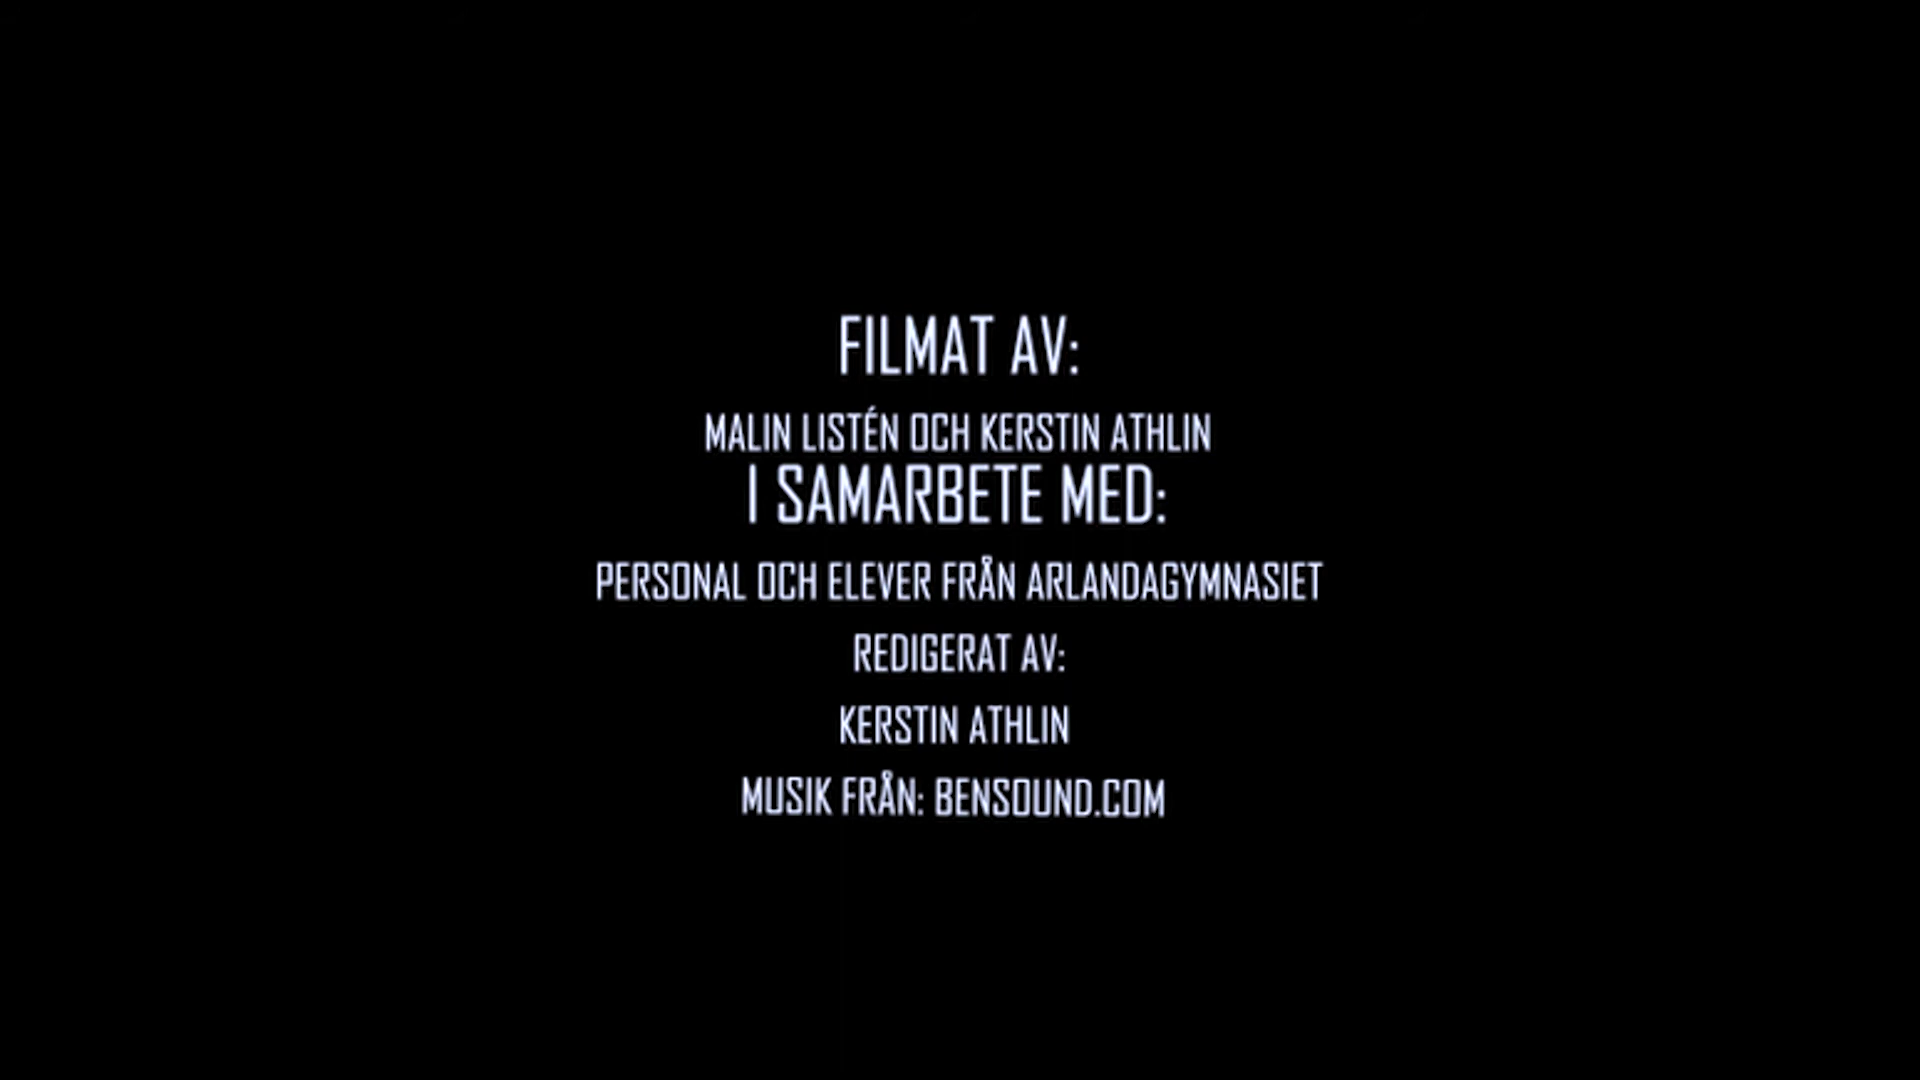 FILMAT AV:
MALIN LISTÉN OCH KERSTIN ATHLIN
I SAMARBETE MED:
PERSONAL OCH ELEVER FRÅN ARLANDAGYMNASIET
REDIGERAT AV:
KERSTIN ATHLIN
MUSIK FRÅN: BENSOUND.COM